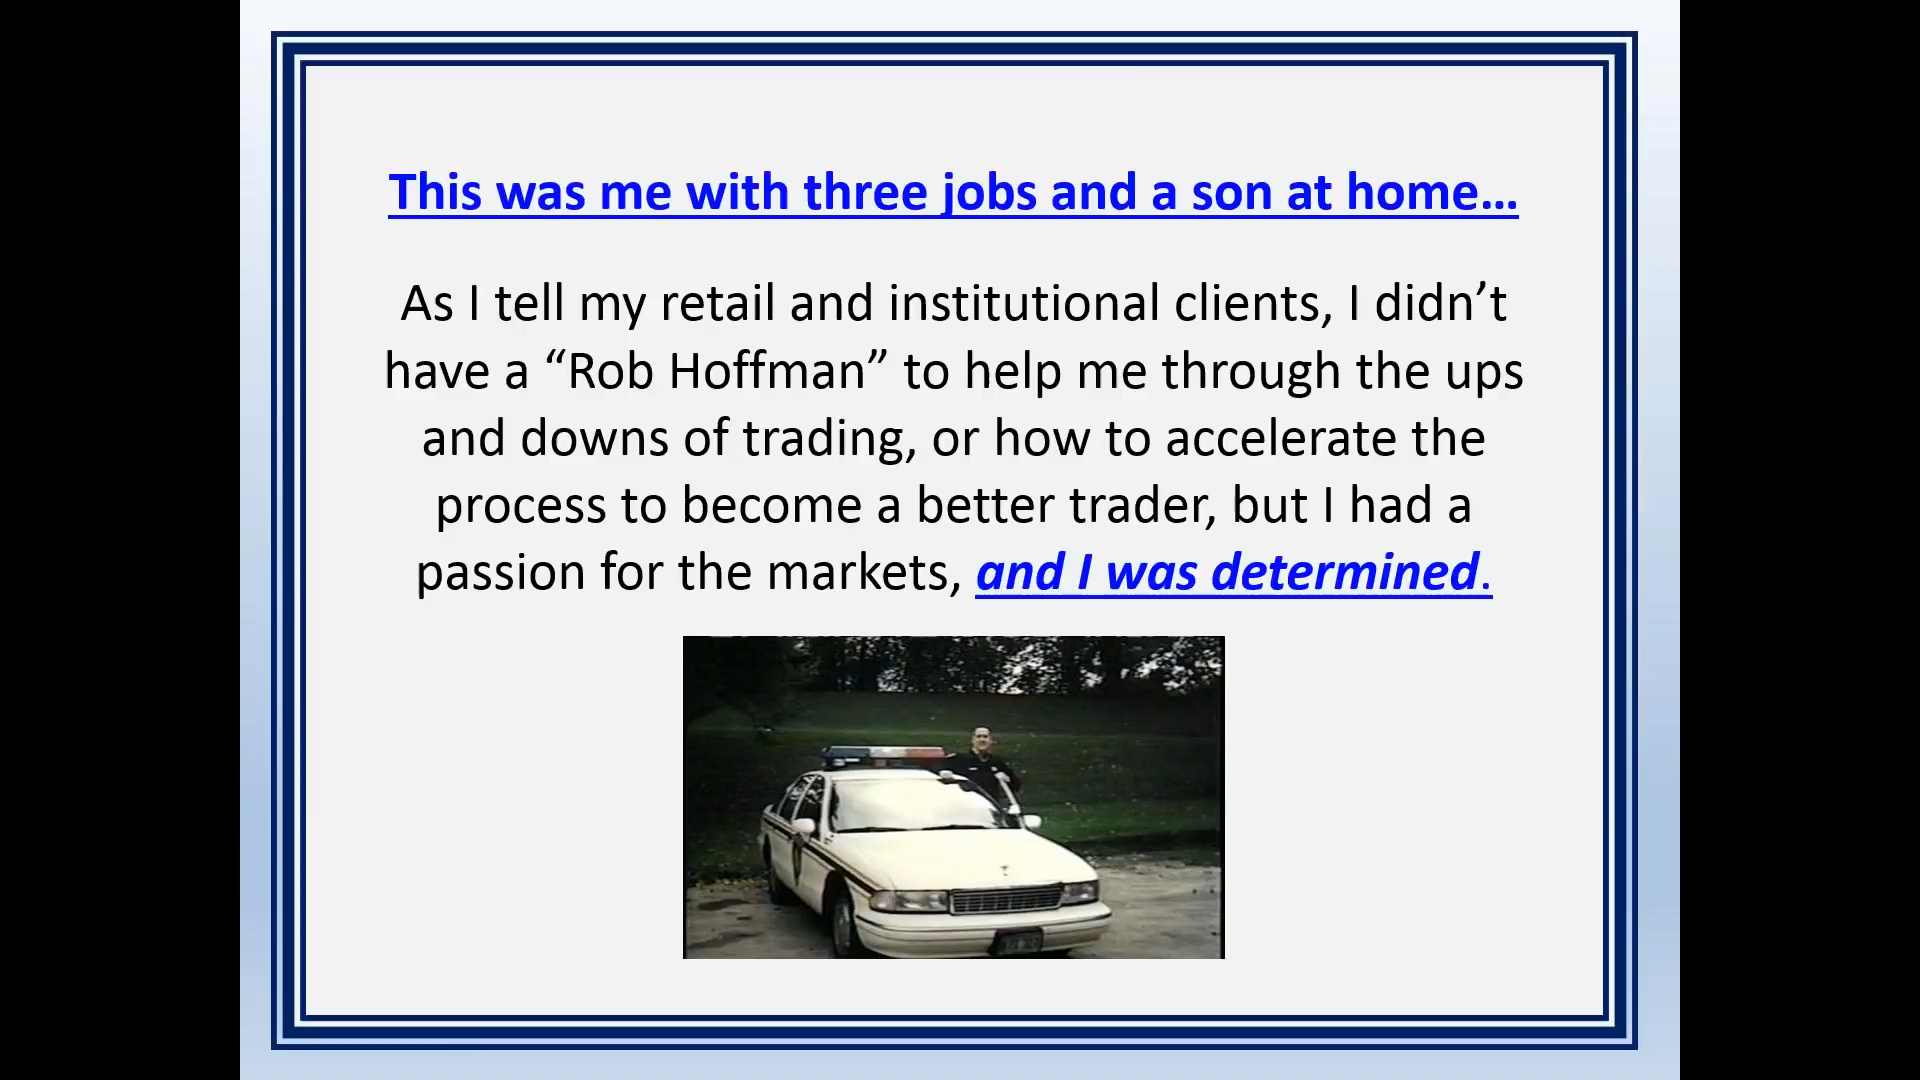 This was me with three jobs and a son at home…
As I tell my retail and institutional clients, I didn’t
have a “Rob Hoffman” to help me through the ups
and downs of trading, or how to accelerate the
process to become a better trader, but I had a
passion for the markets, and I was determined.